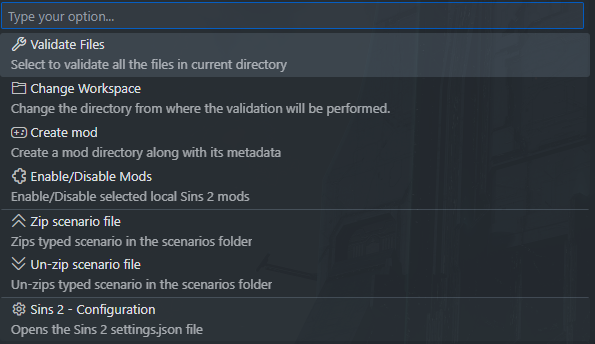 Type your option...
Validate Files
Select to validate all the files in current directory
Change Workspace
Change the directory from where the validation will be performed.
Create mod
Create a mod directory along with its metadata
Enable/Disable Mods
Enable/Disable selected local Sins 2 mods
Zip scenario file
Zips typed scenario in the scenarios folder
Un-zip scenario file
Un-zips typed scenario in the scenarios folder
Sins 2 - Configuration
Opens the Sins 2 settings.json file